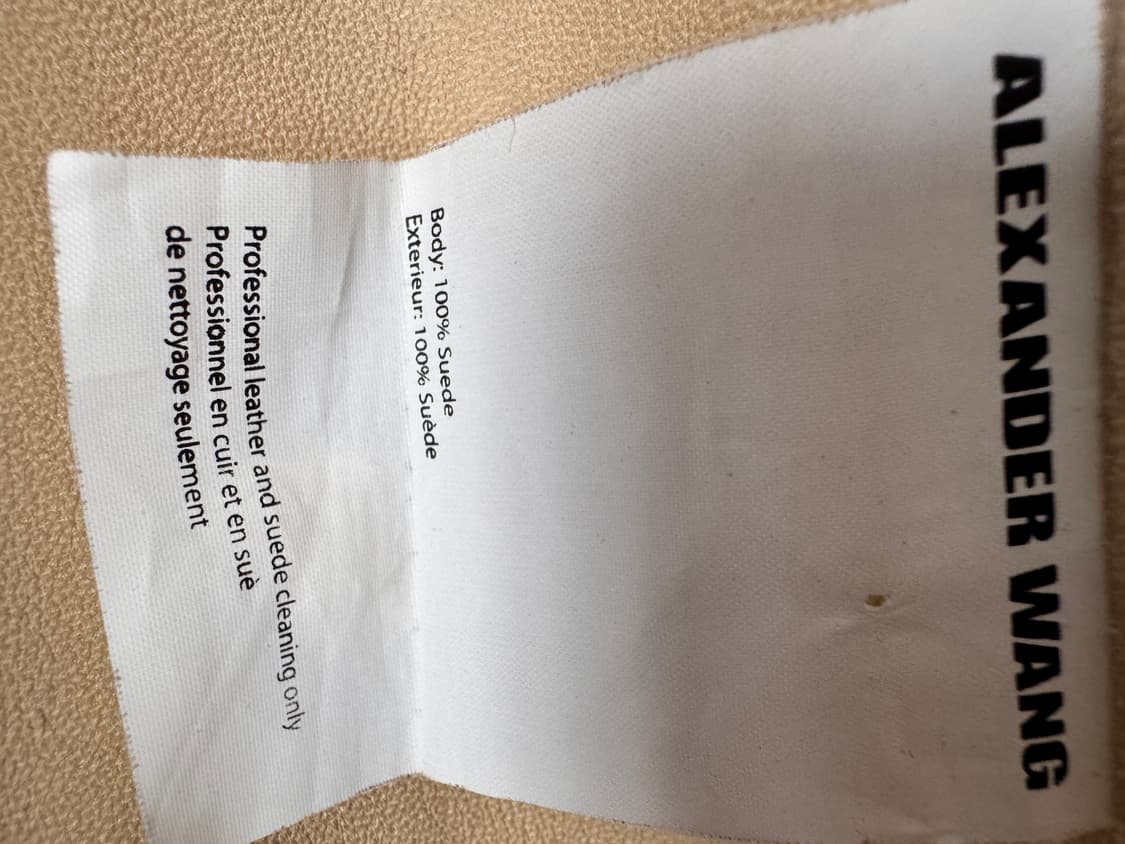 ALEXANDER WANG
Body: 100% Suede
Exterieur: 100% Suède
Professional leather and suede cleaning only
Professionnel en cuir et en suè
de nettoyage seulement